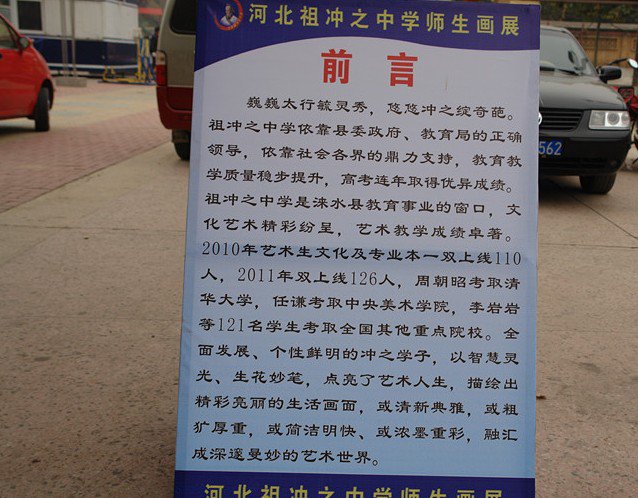 河北祖冲之中学师生画展
前言
巍巍太行毓灵秀，悠悠冲之绽奇葩。
祖冲之中学依靠县委政府、教育局的正确
领导，依靠社会各界的鼎力支持，教育教
学质量稳步提升，高考连年取得优异成绩。
祖冲之中学是涞水县教育事业的窗口，文
化艺术精彩纷呈，艺术教学成绩卓著。
2010年艺术生文化及专业本一双上线110
人，2011年双上线126人，周朝昭考取清
华大学，任谦考取中央美术学院，李岩岩
等121名学生考取全国其他重点院校。全
面发展、个性鲜明的冲之学子，以智慧灵
光、生花妙笔，点亮了艺术人生，描绘出
精彩亮丽的生活画面，或清新典雅，或粗
犷厚重，或简洁明快、或浓墨重彩，融汇
成深邃曼妙的艺术世界。
河北祖冲之中学师生画展
562